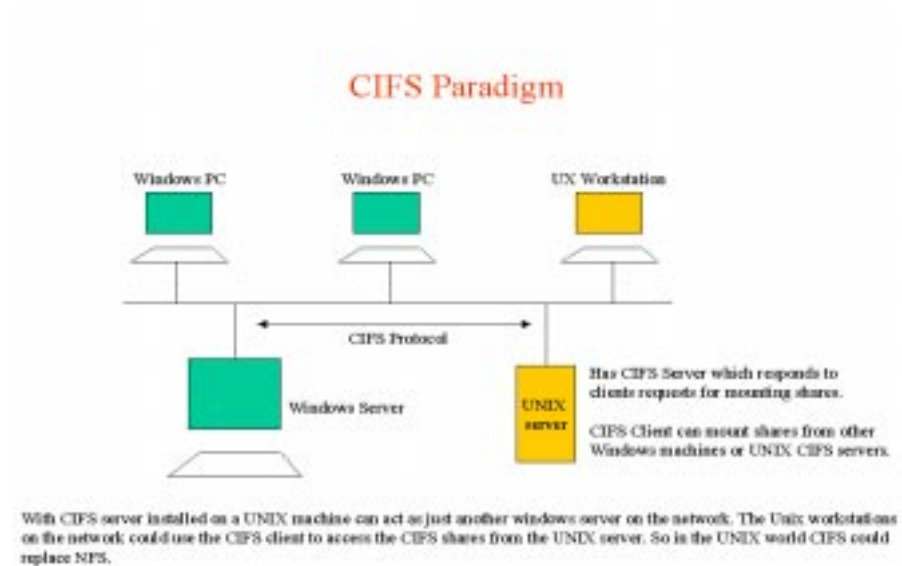 CIFS Paradigm
Windows PC
Windows PC
UX Workstation
CIFS Protocol
Windows Server
UNIX
server
Has CIFS Server which responds to
clients requests for mounting shares.
CIFS Client can mount shares from other
Windows machines or UNIX CIFS servers.
With CIFS server installed on a UNIX machine can act as just another windows server on the network. The Unix workstations
on the network could use the CIFS client to access the CIFS shares from the UNIX server. So in the UNIX world CIFS could
replace NFS.